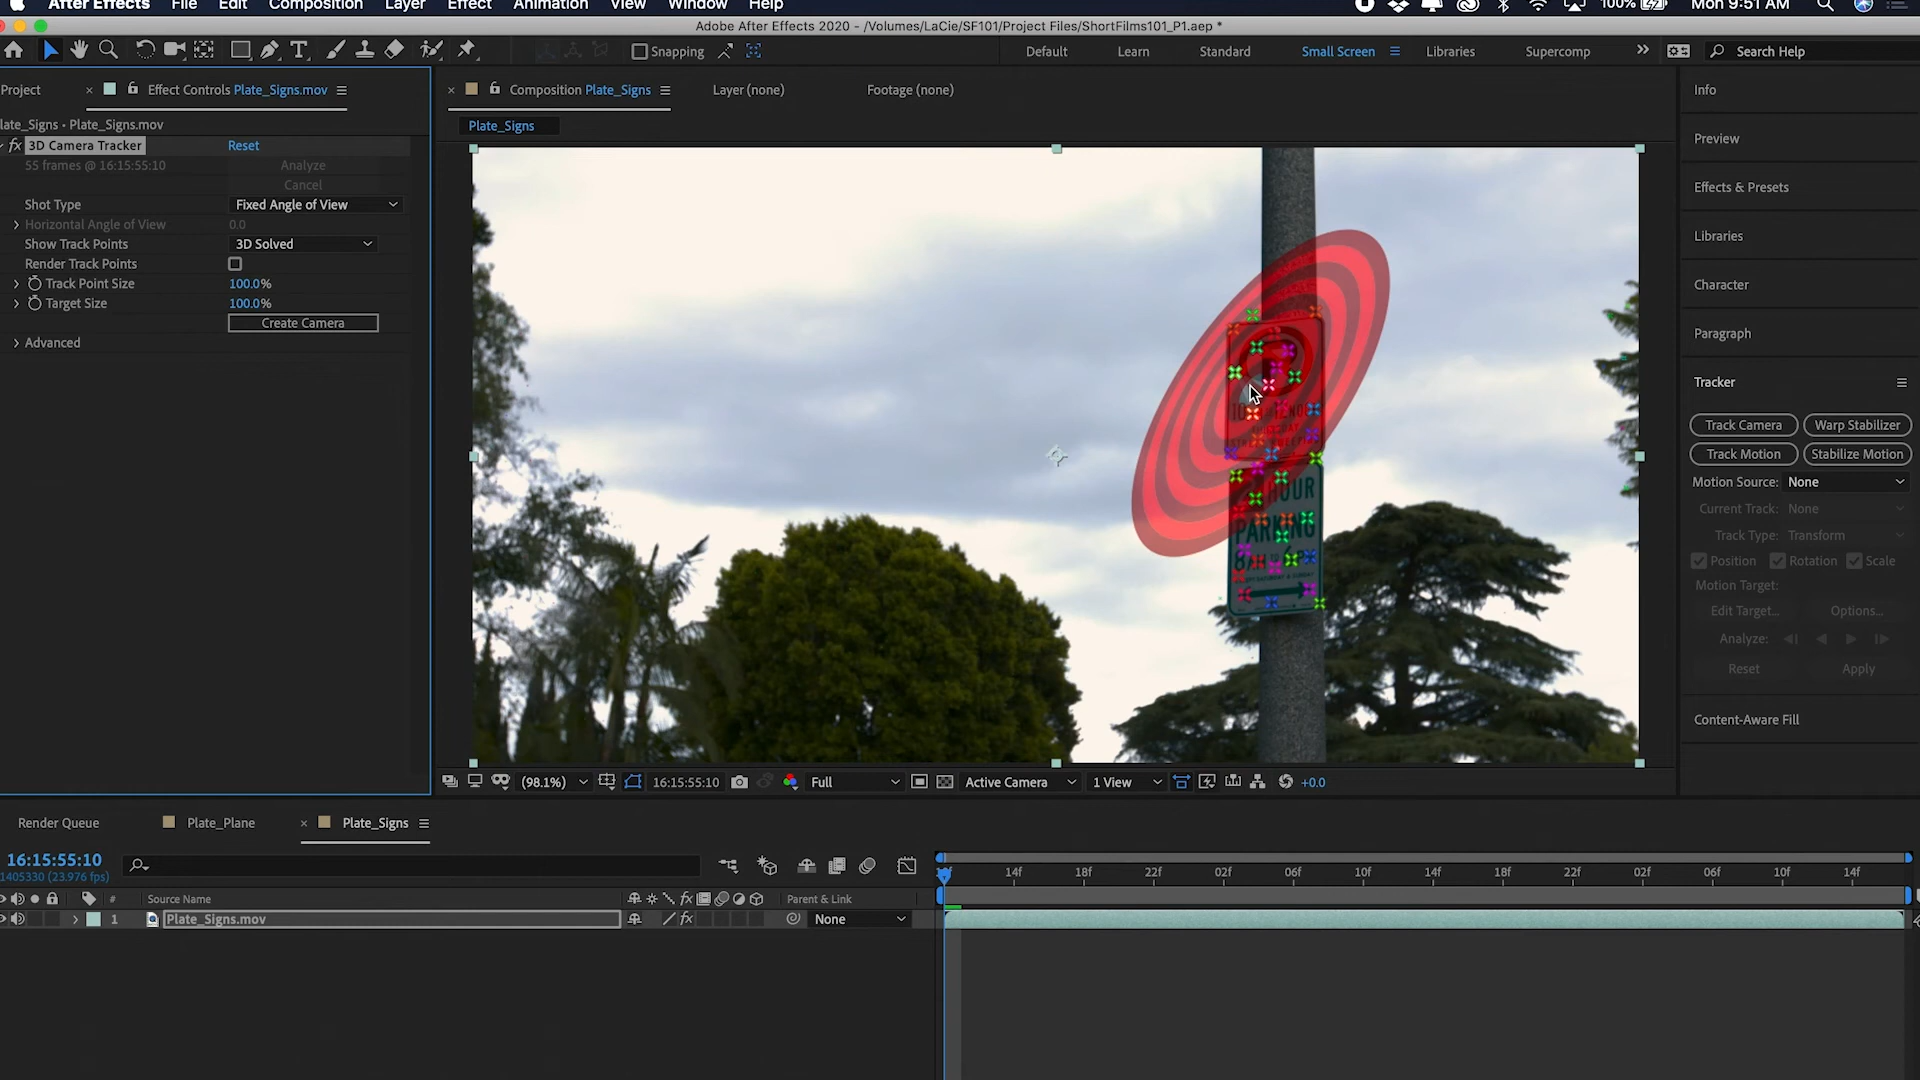 After Effects File Edit Composition Layer Effect Animation View Window Help 100% Mon 9:51 AM
Adobe After Effects 2020 - /Volumes/LaCie/SF101/Project Files/ShortFilms101_P1.aep *
Snapping Default Learn Standard Small Screen Libraries Supercomp Search Help
Project Effect Controls Plate_Signs.mov
late_Signs • Plate_Signs.mov
fx 3D Camera Tracker Reset
55 frames @ 16:15:55:10 Analyze
Cancel
Shot Type Fixed Angle of View
Horizontal Angle of View 0.0
Show Track Points 3D Solved
Render Track Points
Track Point Size 100.0%
Target Size 100.0%
Create Camera
Advanced
Composition Plate_Signs Layer (none) Footage (none)
Plate_Signs
HOUR
PARKING
(98.1%) 16:15:55:10 Full Active Camera 1 View +0.0
Info
Preview
Effects & Presets
Libraries
Character
Paragraph
Tracker
Track Camera Warp Stabilizer
Track Motion Stabilize Motion
Motion Source: None
Current Track: None
Track Type: Transform
Position Rotation Scale
Motion Target:
Edit Target... Options...
Analyze:
Reset Apply
Content-Aware Fill
Render Queue Plate_Plane Plate_Signs
16:15:55:10
1405330 (23.976 fps)
14f 18f 22f 02f 06f 10f 14f 18f 22f 02f 06f 10f 14f
# Source Name fx Parent & Link
1 Plate_Signs.mov fx None